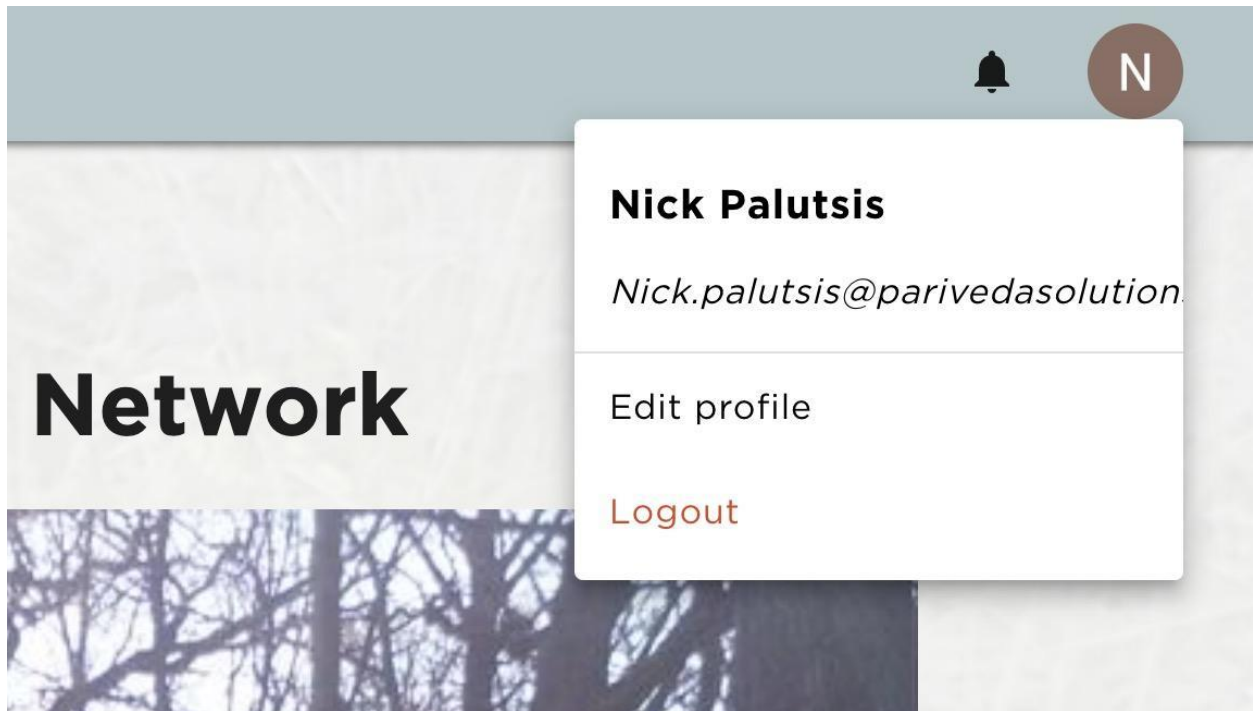 N
Nick Palutsis
Nick.palutsis@parivedasolution
Network
Edit profile
Logout